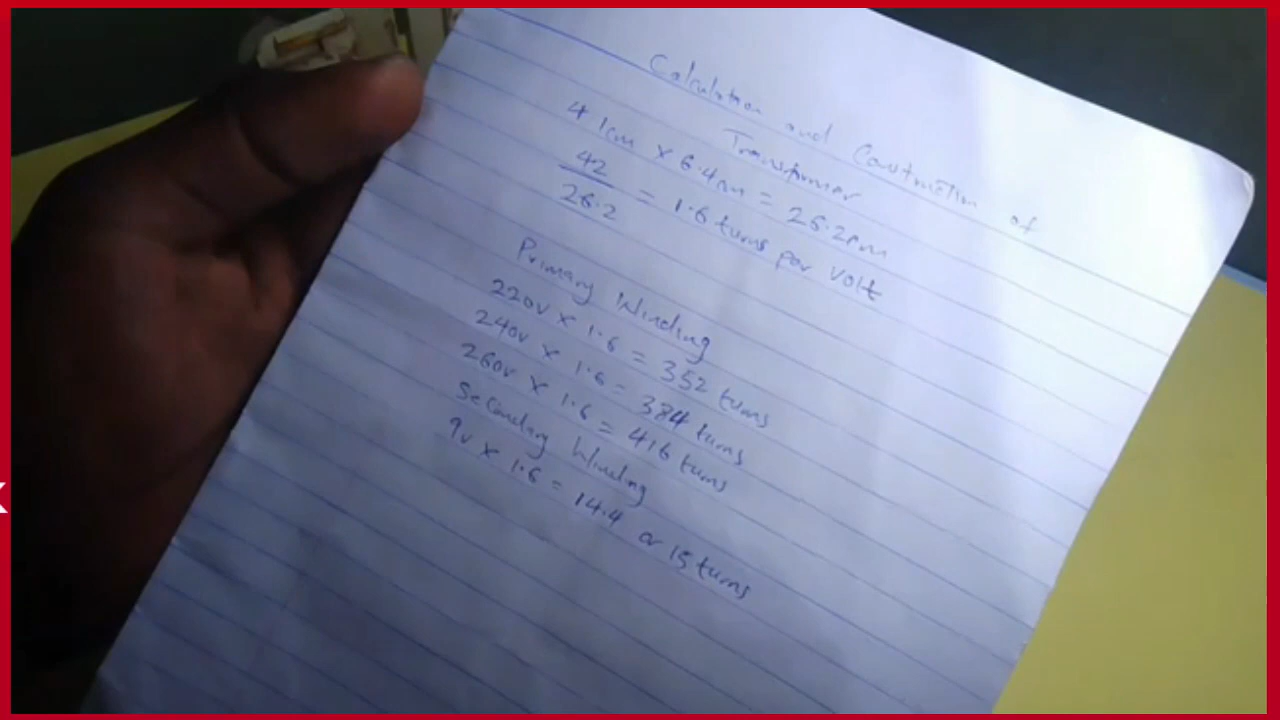 Calculation and Construction of
Transformer
4.1cm x 6.4cm = 26.2cm
42
26.2
= 1.6 turns per volt
Primary Winding
220v x 1.6 = 352 turns
240v x 1.6 = 384 turns
260v x 1.6 = 416 turns
Secondary Winding
9v x 1.6 = 14.4 or 15 turns